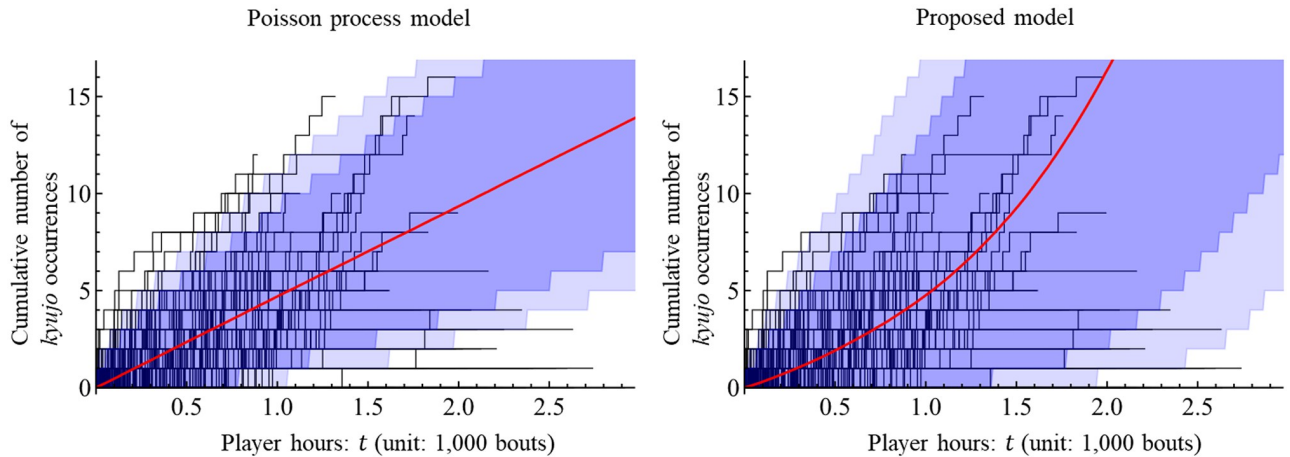 Poisson process model
Cumulative number of
kyujo occurrences
15
10
5
0
0.5 1.0 1.5 2.0 2.5
Player hours: t (unit: 1,000 bouts)
Proposed model
Cumulative number of
kyujo occurrences
15
10
5
0
0.5 1.0 1.5 2.0 2.5
Player hours: t (unit: 1,000 bouts)